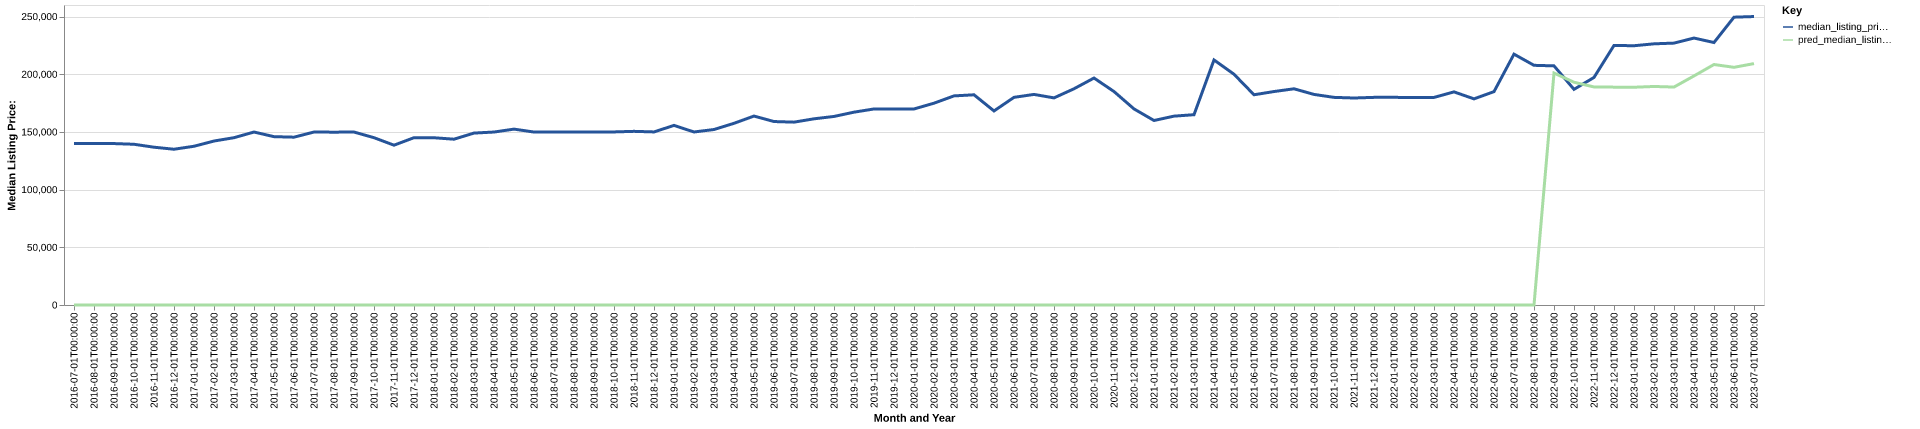 Key
median_listing_pri…
pred_median_listin…
Median Listing Price:
250,000
200,000
150,000
100,000
50,000
0
2016-07-01T00:00:00
2016-08-01T00:00:00
2016-09-01T00:00:00
2016-10-01T00:00:00
2016-11-01T00:00:00
2016-12-01T00:00:00
2017-01-01T00:00:00
2017-02-01T00:00:00
2017-03-01T00:00:00
2017-04-01T00:00:00
2017-05-01T00:00:00
2017-06-01T00:00:00
2017-07-01T00:00:00
2017-08-01T00:00:00
2017-09-01T00:00:00
2017-10-01T00:00:00
2017-11-01T00:00:00
2017-12-01T00:00:00
2018-01-01T00:00:00
2018-02-01T00:00:00
2018-03-01T00:00:00
2018-04-01T00:00:00
2018-05-01T00:00:00
2018-06-01T00:00:00
2018-07-01T00:00:00
2018-08-01T00:00:00
2018-09-01T00:00:00
2018-10-01T00:00:00
2018-11-01T00:00:00
2018-12-01T00:00:00
2019-01-01T00:00:00
2019-02-01T00:00:00
2019-03-01T00:00:00
2019-04-01T00:00:00
2019-05-01T00:00:00
2019-06-01T00:00:00
2019-07-01T00:00:00
2019-08-01T00:00:00
2019-09-01T00:00:00
2019-10-01T00:00:00
2019-11-01T00:00:00
2019-12-01T00:00:00
2020-01-01T00:00:00
2020-02-01T00:00:00
2020-03-01T00:00:00
2020-04-01T00:00:00
2020-05-01T00:00:00
2020-06-01T00:00:00
2020-07-01T00:00:00
2020-08-01T00:00:00
2020-09-01T00:00:00
2020-10-01T00:00:00
2020-11-01T00:00:00
2020-12-01T00:00:00
2021-01-01T00:00:00
2021-02-01T00:00:00
2021-03-01T00:00:00
2021-04-01T00:00:00
2021-05-01T00:00:00
2021-06-01T00:00:00
2021-07-01T00:00:00
2021-08-01T00:00:00
2021-09-01T00:00:00
2021-10-01T00:00:00
2021-11-01T00:00:00
2021-12-01T00:00:00
2022-01-01T00:00:00
2022-02-01T00:00:00
2022-03-01T00:00:00
2022-04-01T00:00:00
2022-05-01T00:00:00
2022-06-01T00:00:00
2022-07-01T00:00:00
2022-08-01T00:00:00
2022-09-01T00:00:00
2022-10-01T00:00:00
2022-11-01T00:00:00
2022-12-01T00:00:00
2023-01-01T00:00:00
2023-02-01T00:00:00
2023-03-01T00:00:00
2023-04-01T00:00:00
2023-05-01T00:00:00
2023-06-01T00:00:00
2023-07-01T00:00:00
Month and Year